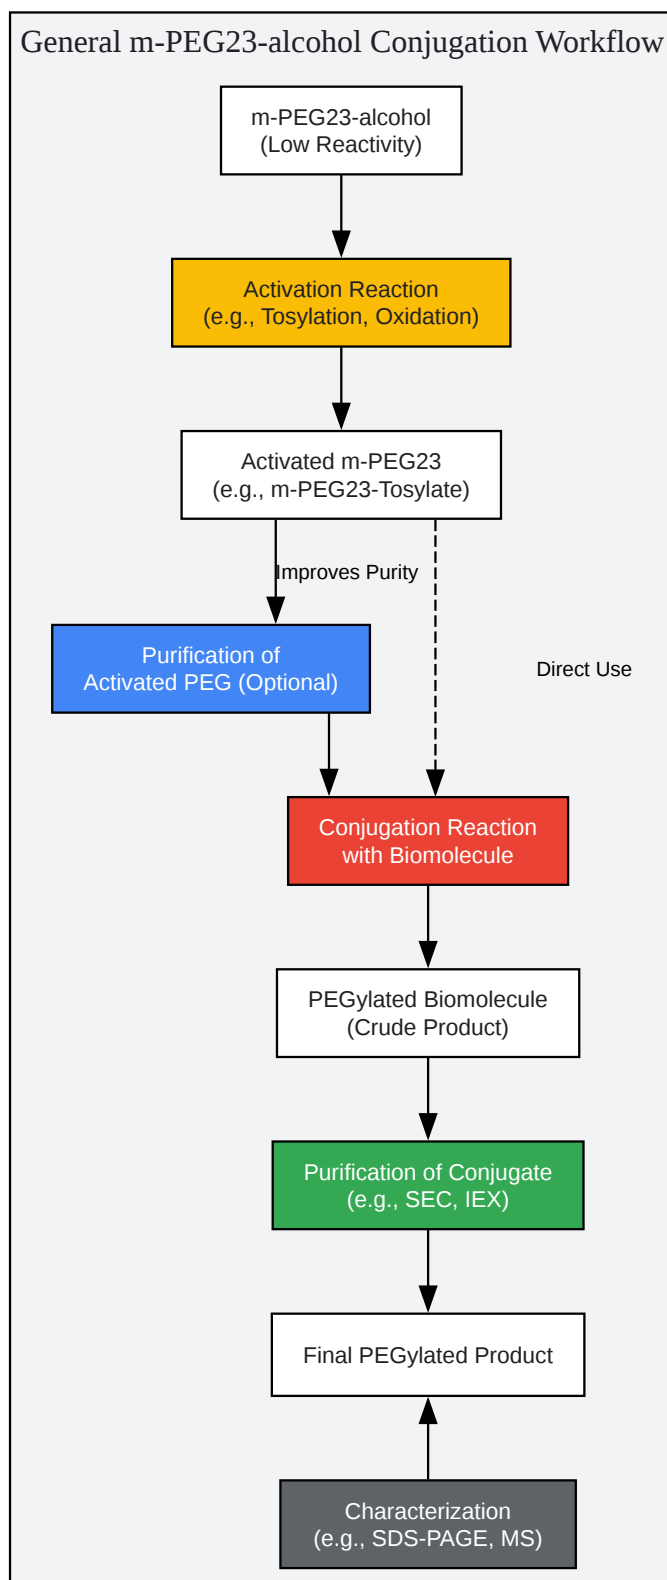 General m-PEG23-alcohol Conjugation Workflow
m-PEG23-alcohol
(Low Reactivity)
Activation Reaction
(e.g., Tosylation, Oxidation)
Activated m-PEG23
(e.g., m-PEG23-Tosylate)
Improves Purity
Purification of
Activated PEG (Optional)
Direct Use
Conjugation Reaction
with Biomolecule
PEGylated Biomolecule
(Crude Product)
Purification of Conjugate
(e.g., SEC, IEX)
Final PEGylated Product
Characterization
(e.g., SDS-PAGE, MS)